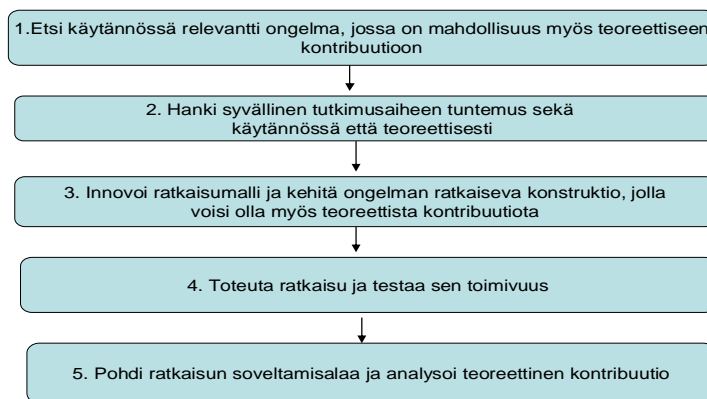 1.Etsi käytännössä relevantti ongelma, jossa on mahdollisuus myös teoreettiseen
kontribuutioon
2. Hanki syvällinen tutkimusaiheen tuntemus sekä
käytännössä että teoreettisesti
3. Innovoi ratkaisumalli ja kehitä ongelman ratkaiseva konstruktio, jolla
voisi olla myös teoreettista kontribuutiota
4. Toteuta ratkaisu ja testaa sen toimivuus
5. Pohdi ratkaisun soveltamisalaa ja analysoi teoreettinen kontribuutio